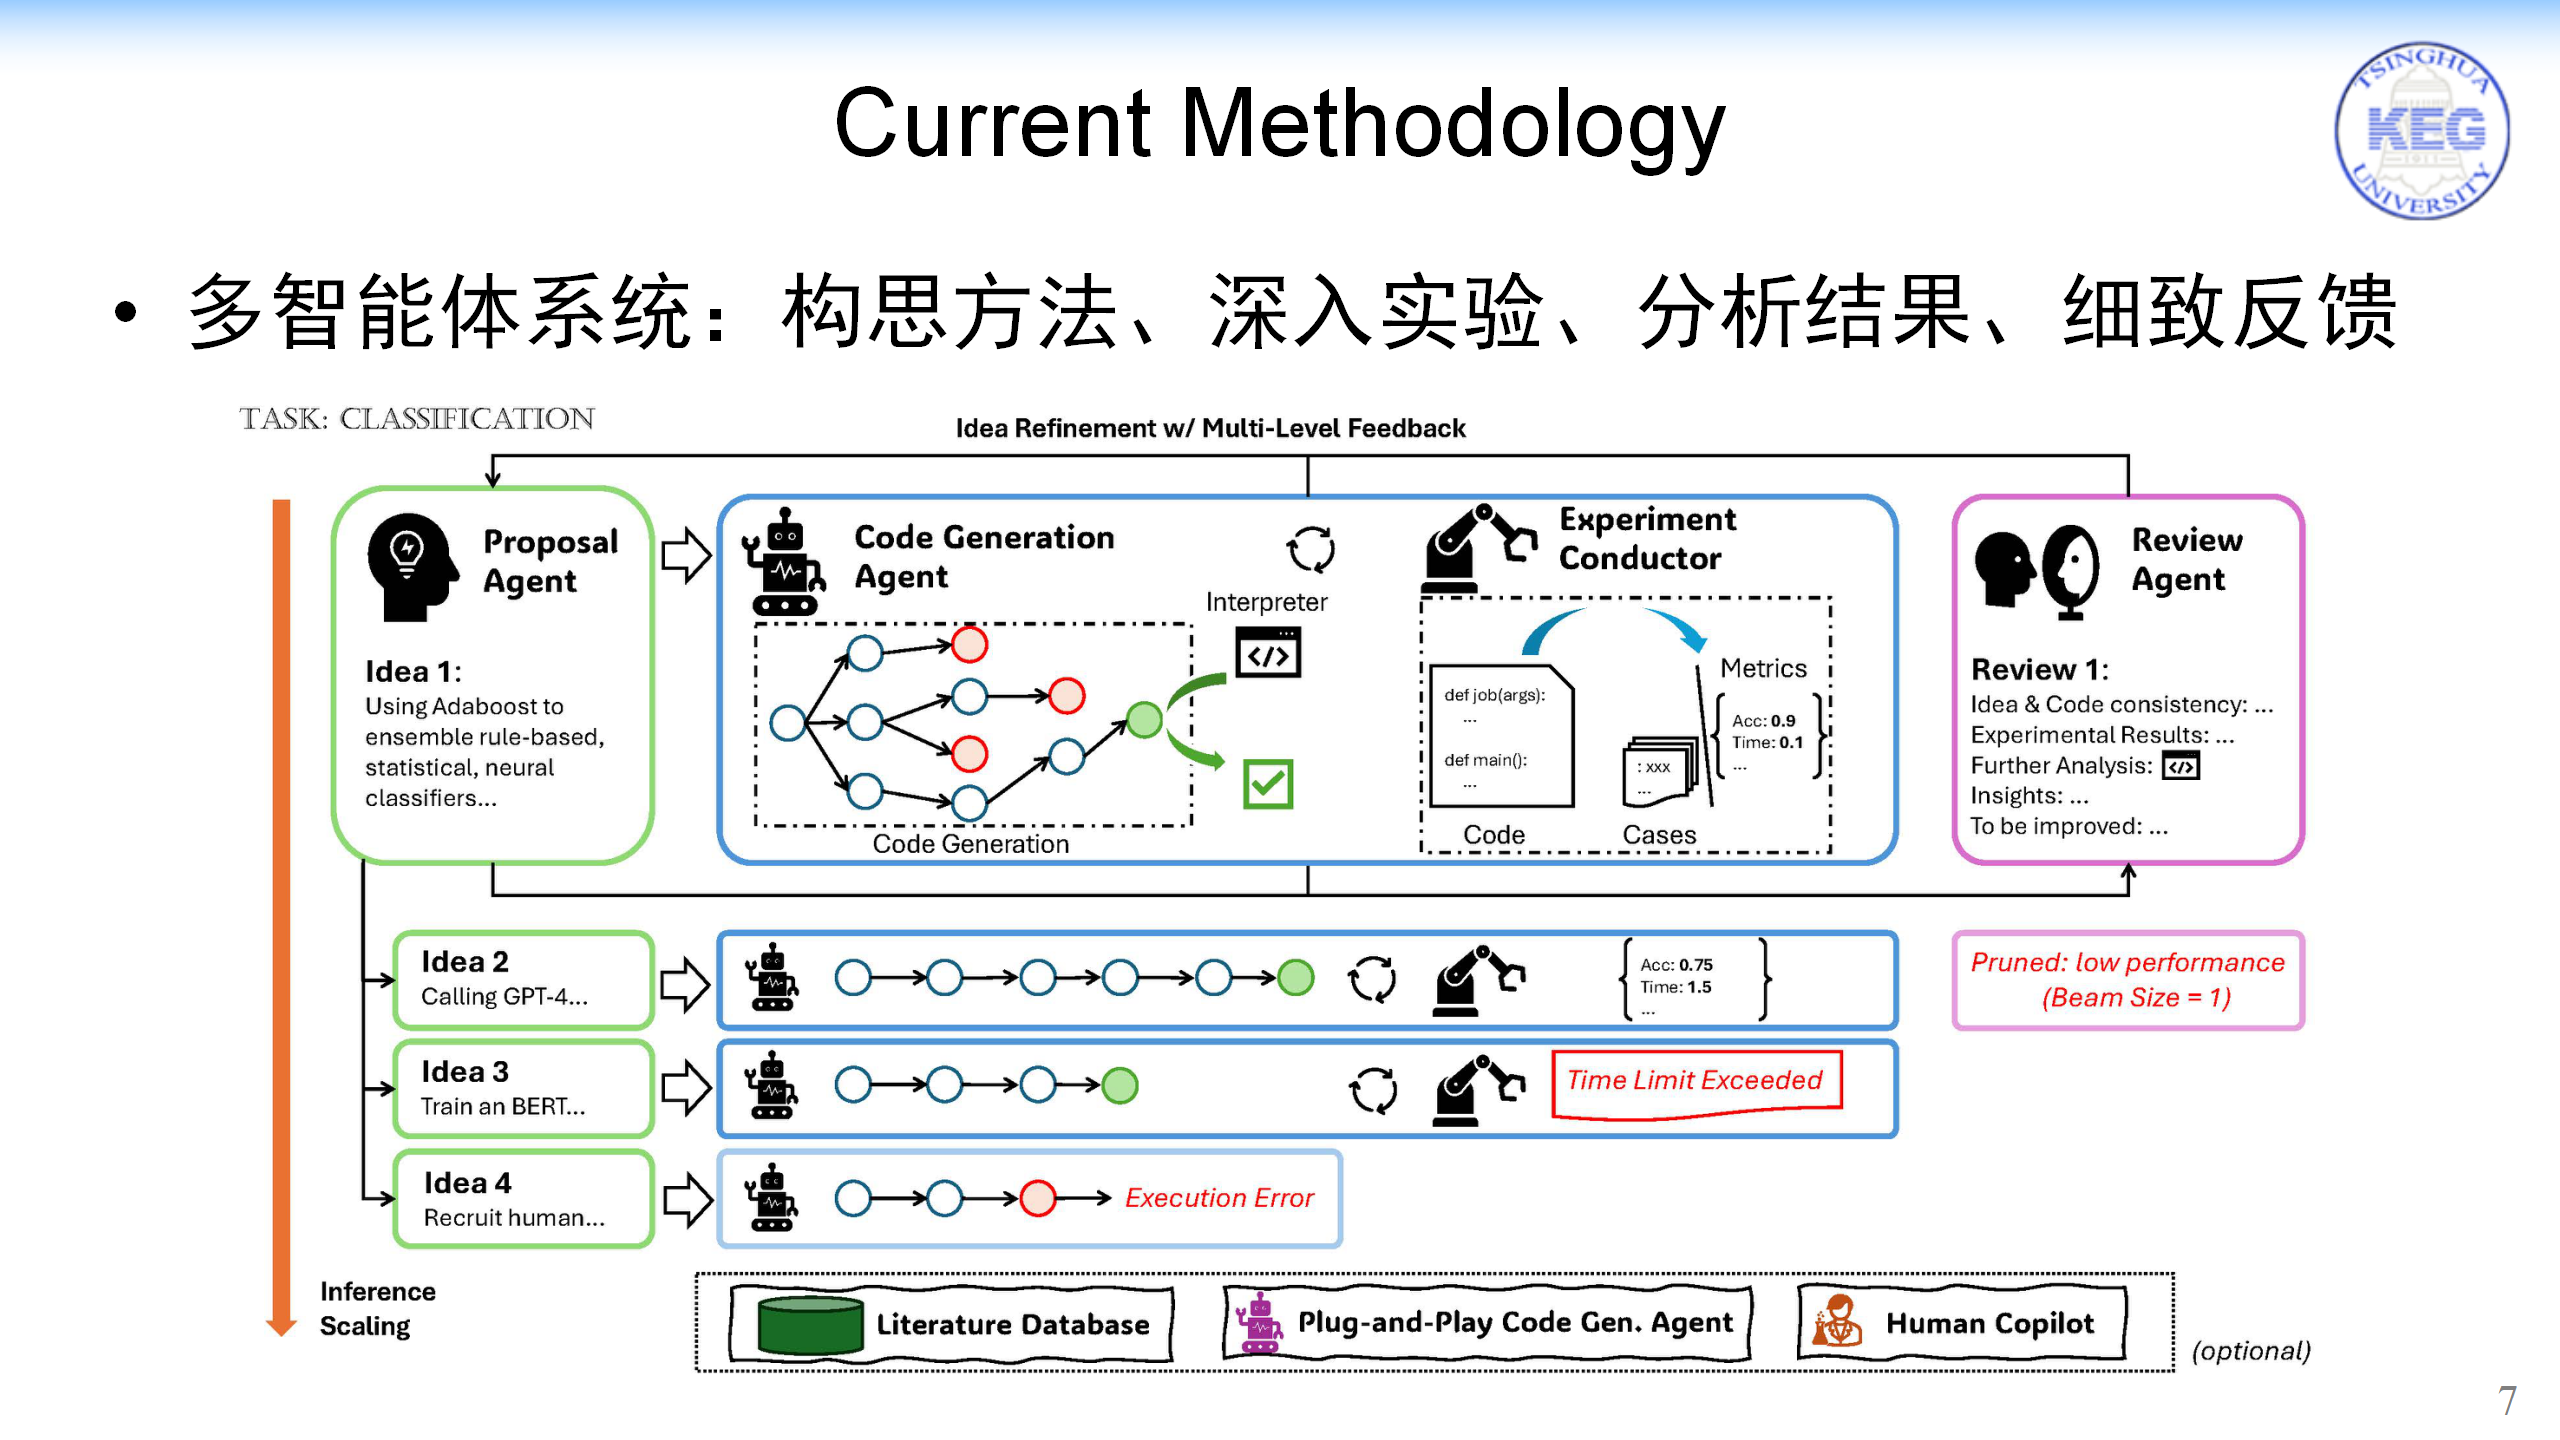 Current Methodology
TSINGHUA
KEG
1911
UNIVERSITY
• 多智能体系统：构思方法、深入实验、分析结果、细致反馈
TASK: CLASSIFICATION
Idea Refinement w/ Multi-Level Feedback
Proposal
Agent
Idea 1:
Using Adaboost to
ensemble rule-based,
statistical, neural
classifiers...
Code Generation
Agent
Interpreter
</>
Code Generation
Experiment
Conductor
def job(args):
...
def main():
...
Code
: xxx
...
Cases
Metrics
Acc: 0.9
Time: 0.1
...
Review
Agent
Review 1:
Idea & Code consistency: ...
Experimental Results: ...
Further Analysis: </>
Insights: ...
To be improved: ...
Idea 2
Calling GPT-4...
Acc: 0.75
Time: 1.5
...
Pruned: low performance
(Beam Size = 1)
Idea 3
Train an BERT...
Time Limit Exceeded
Idea 4
Recruit human...
Execution Error
Inference
Scaling
Literature Database
Plug-and-Play Code Gen. Agent
Human Copilot
(optional)
7